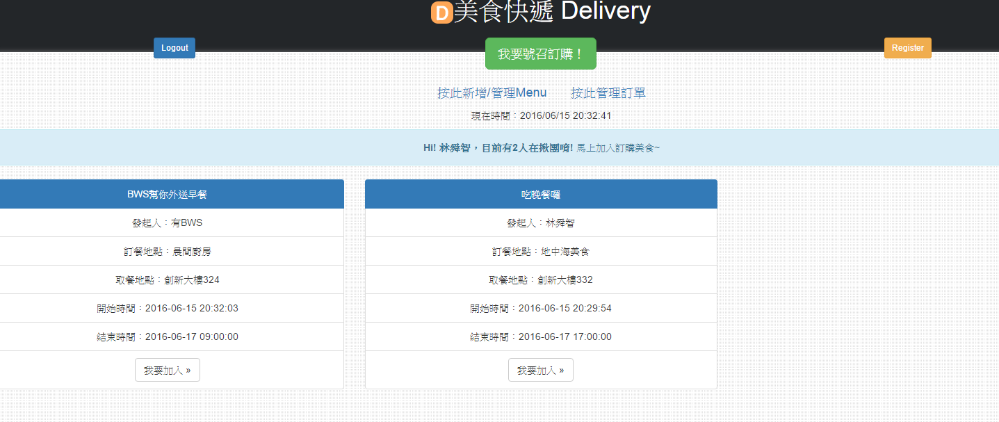 D美食快遞 Delivery
Logout
我要號召訂購！
Register
按此新增/管理Menu 按此管理訂單
現在時間：2016/06/15 20:32:41
Hi! 林舜智，目前有2人在揪團唷! 馬上加入訂購美食~
BWS幫你外送早餐
發起人：有BWS
訂餐地點：晨間廚房
取餐地點：創新大樓324
開始時間：2016-06-15 20:32:03
結束時間：2016-06-17 09:00:00
我要加入 »
吃晚餐囉
發起人：林舜智
訂餐地點：地中海美食
取餐地點：創新大樓332
開始時間：2016-06-15 20:29:54
結束時間：2016-06-17 17:00:00
我要加入 »